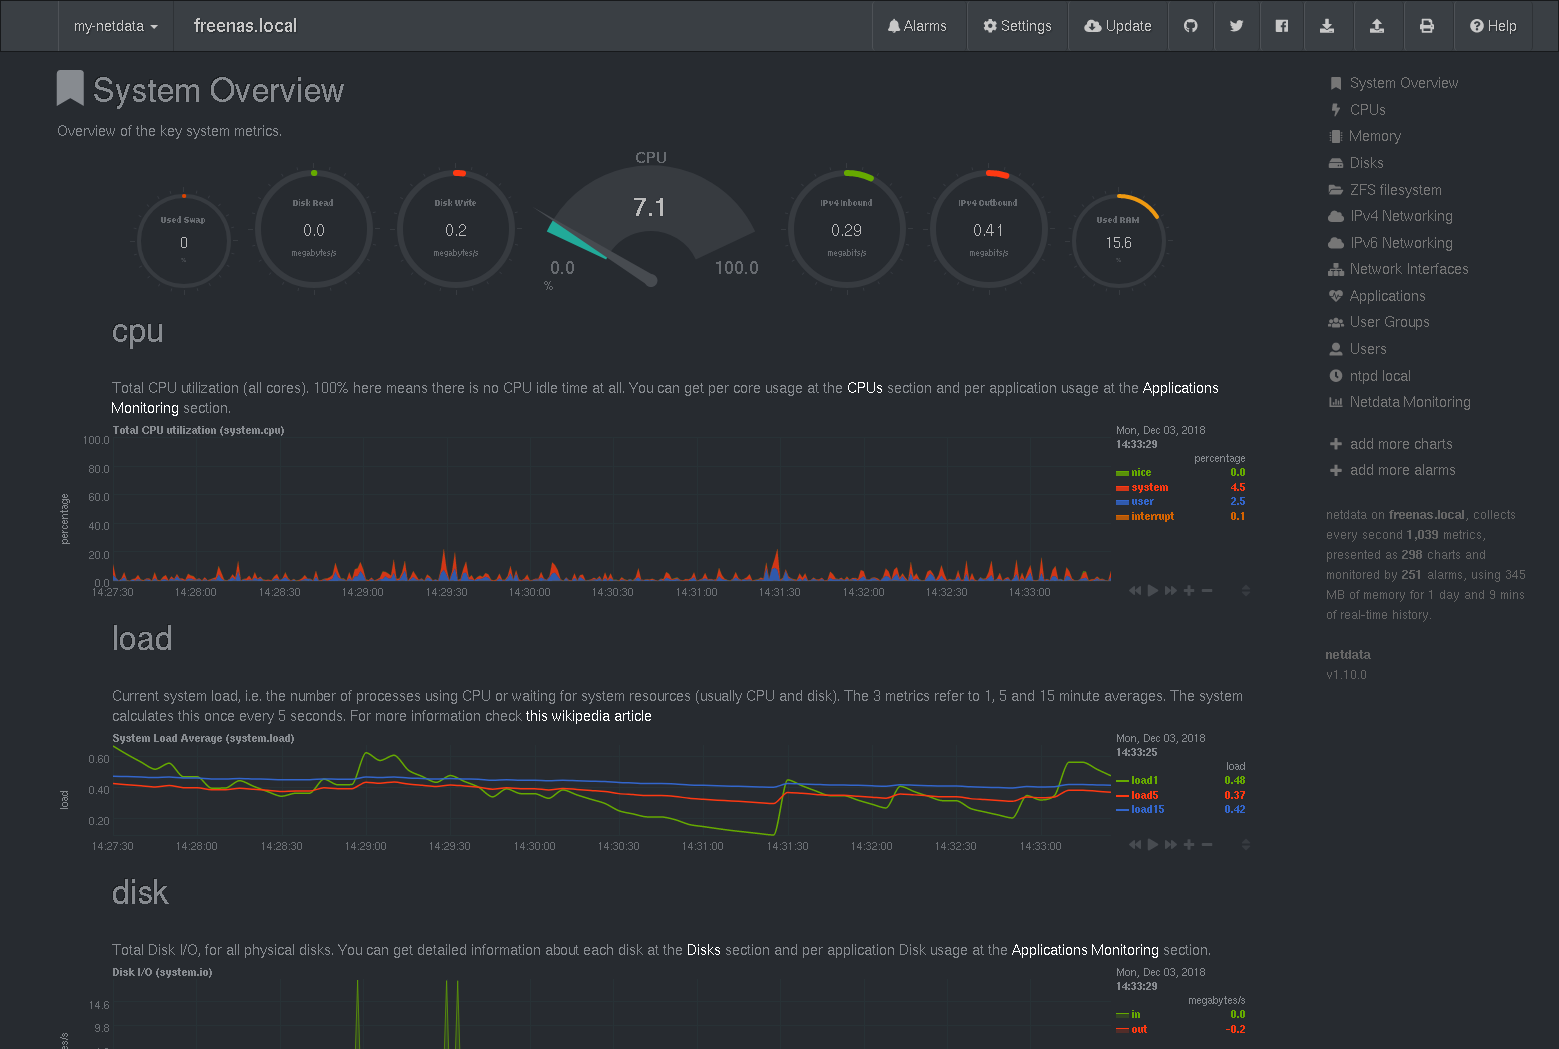 my-netdata
freenas.local
Alarms
Settings
Update
Help
System Overview
Overview of the key system metrics.
Used Swap
0
%
Disk Read
0.0
megabytes/s
Disk Write
0.2
megabytes/s
CPU
7.1
0.0
100.0
%
IPv4 Inbound
0.29
megabits/s
IPv4 Outbound
0.41
megabits/s
Used RAM
15.6
%
cpu
Total CPU utilization (all cores). 100% here means there is no CPU idle time at all. You can get per core usage at the CPUs section and per application usage at the Applications
Monitoring section.
Total CPU utilization (system.cpu)
percentage
100.0
80.0
60.0
40.0
20.0
0.0
14:27:30 14:28:00 14:28:30 14:29:00 14:29:30 14:30:00 14:30:30 14:31:00 14:31:30 14:32:00 14:32:30 14:33:00
Mon, Dec 03, 2018
14:33:29
percentage
nice 0.0
system 4.5
user 2.5
interrupt 0.1
load
Current system load, i.e. the number of processes using CPU or waiting for system resources (usually CPU and disk). The 3 metrics refer to 1, 5 and 15 minute averages. The system
calculates this once every 5 seconds. For more information check this wikipedia article
System Load Average (system.load)
load
0.60
0.40
0.20
14:27:30 14:28:00 14:28:30 14:29:00 14:29:30 14:30:00 14:30:30 14:31:00 14:31:30 14:32:00 14:32:30 14:33:00
Mon, Dec 03, 2018
14:33:25
load
load1 0.48
load5 0.37
load15 0.42
disk
Total Disk I/O, for all physical disks. You can get detailed information about each disk at the Disks section and per application Disk usage at the Applications Monitoring section.
Disk I/O (system.io)
14.6
9.8
Mon, Dec 03, 2018
14:33:29
megabytes/s
in 0.0
out -0.2
System Overview
CPUs
Memory
Disks
ZFS filesystem
IPv4 Networking
IPv6 Networking
Network Interfaces
Applications
User Groups
Users
ntpd local
Netdata Monitoring
add more charts
add more alarms
netdata on freenas.local, collects
every second 1,039 metrics,
presented as 298 charts and
monitored by 251 alarms, using 345
MB of memory for 1 day and 9 mins
of real-time history.
netdata
v1.10.0